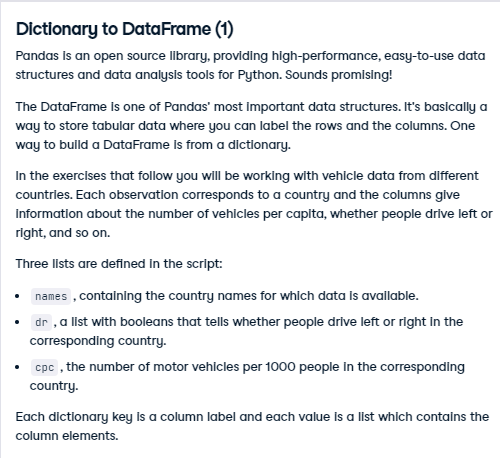 Dictionary to DataFrame (1)
Pandas is an open source library, providing high-performance, easy-to-use data
structures and data analysis tools for Python. Sounds promising!
The DataFrame is one of Pandas' most important data structures. It's basically a
way to store tabular data where you can label the rows and the columns. One
way to build a DataFrame is from a dictionary.
In the exercises that follow you will be working with vehicle data from different
countries. Each observation corresponds to a country and the columns give
information about the number of vehicles per capita, whether people drive left or
right, and so on.
Three lists are defined in the script:
• names , containing the country names for which data is available.
• dr , a list with booleans that tells whether people drive left or right in the
corresponding country.
• cpc , the number of motor vehicles per 1000 people in the corresponding
country.
Each dictionary key is a column label and each value is a list which contains the
column elements.